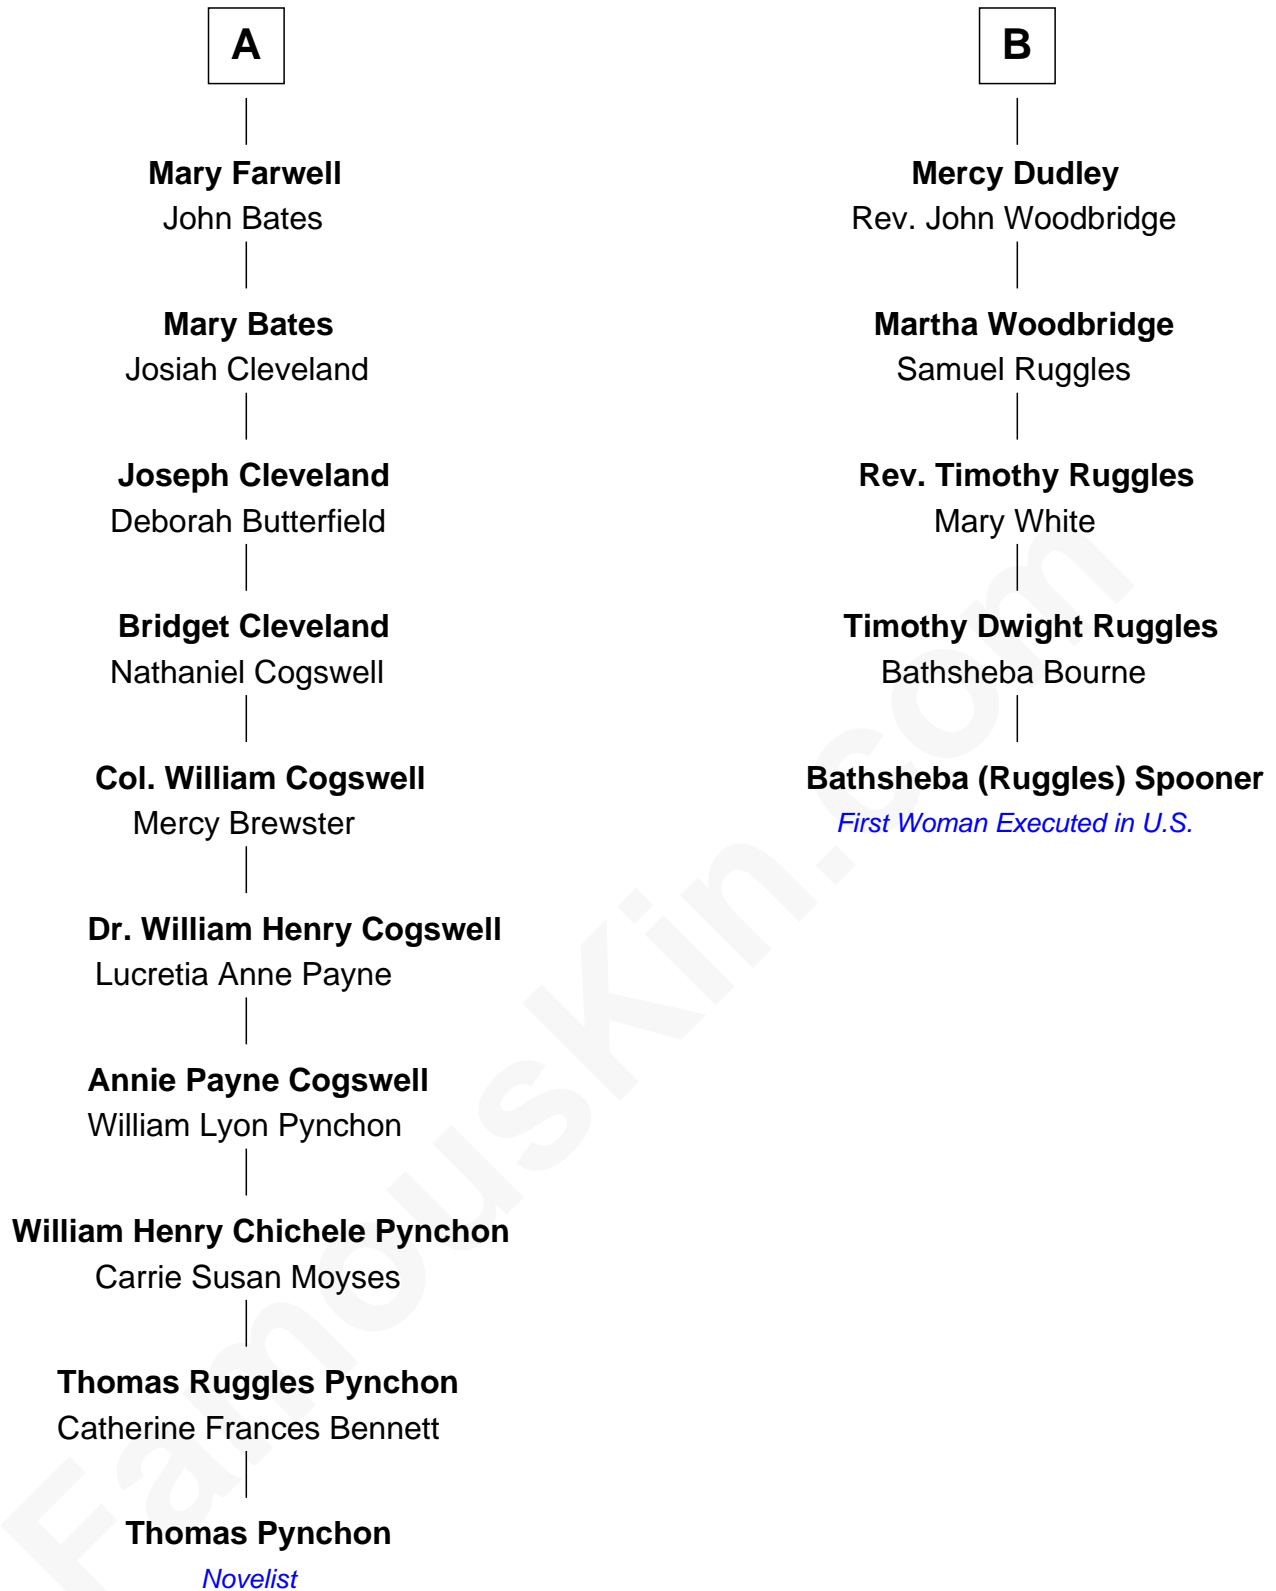 A
Mary Farwell
John Bates
Mary Bates
Josiah Cleveland
Joseph Cleveland
Deborah Butterfield
Bridget Cleveland
Nathaniel Cogswell
Col. William Cogswell
Mercy Brewster
Dr. William Henry Cogswell
Lucretia Anne Payne
Annie Payne Cogswell
William Lyon Pynchon
William Henry Chichele Pynchon
Carrie Susan Moyses
Thomas Ruggles Pynchon
Catherine Frances Bennett
Thomas Pynchon
Novelist
B
Mercy Dudley
Rev. John Woodbridge
Martha Woodbridge
Samuel Ruggles
Rev. Timothy Ruggles
Mary White
Timothy Dwight Ruggles
Bathsheba Bourne
Bathsheba (Ruggles) Spooner
First Woman Executed in U.S.
FamousKin.com